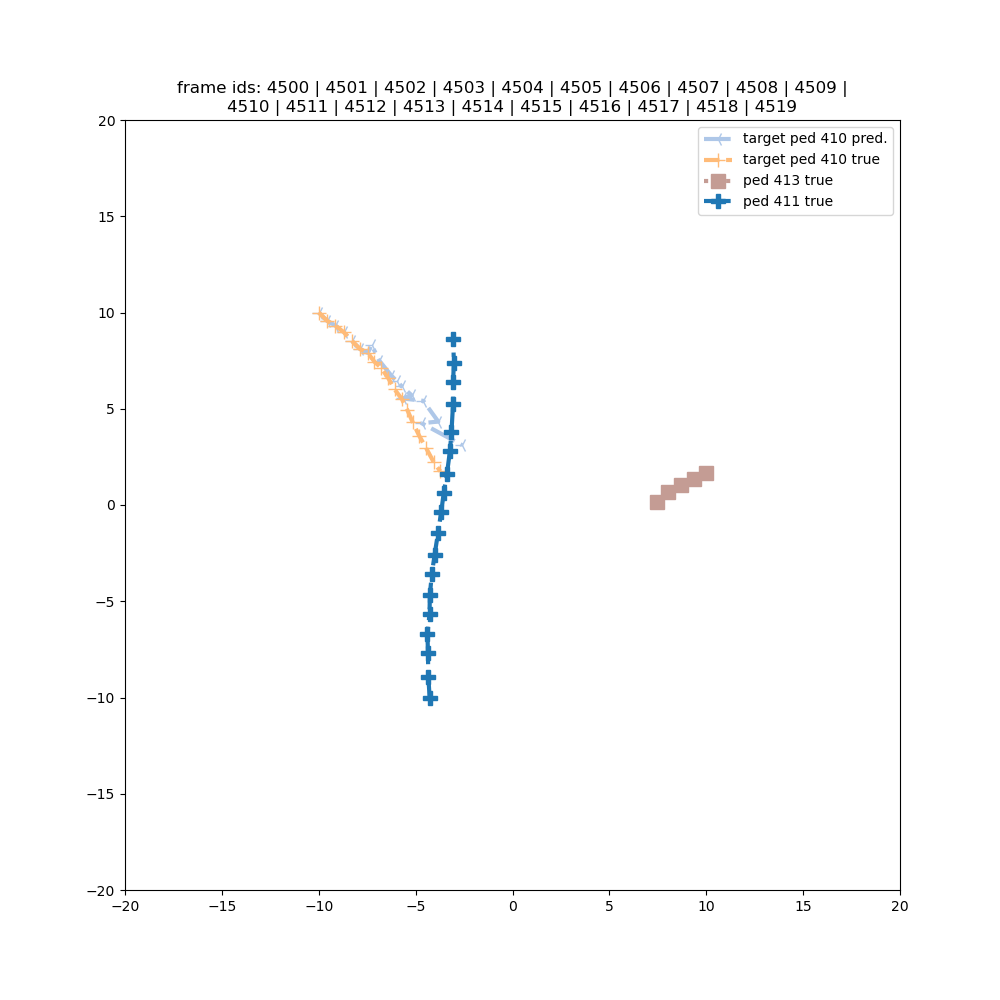 frame ids: 4500 | 4501 | 4502 | 4503 | 4504 | 4505 | 4506 | 4507 | 4508 | 4509 |
4510 | 4511 | 4512 | 4513 | 4514 | 4515 | 4516 | 4517 | 4518 | 4519
target ped 410 pred.
target ped 410 true
ped 413 true
ped 411 true
20
15
10
5
0
−5
−10
−15
−20
−20 −15 −10 −5 0 5 10 15 20